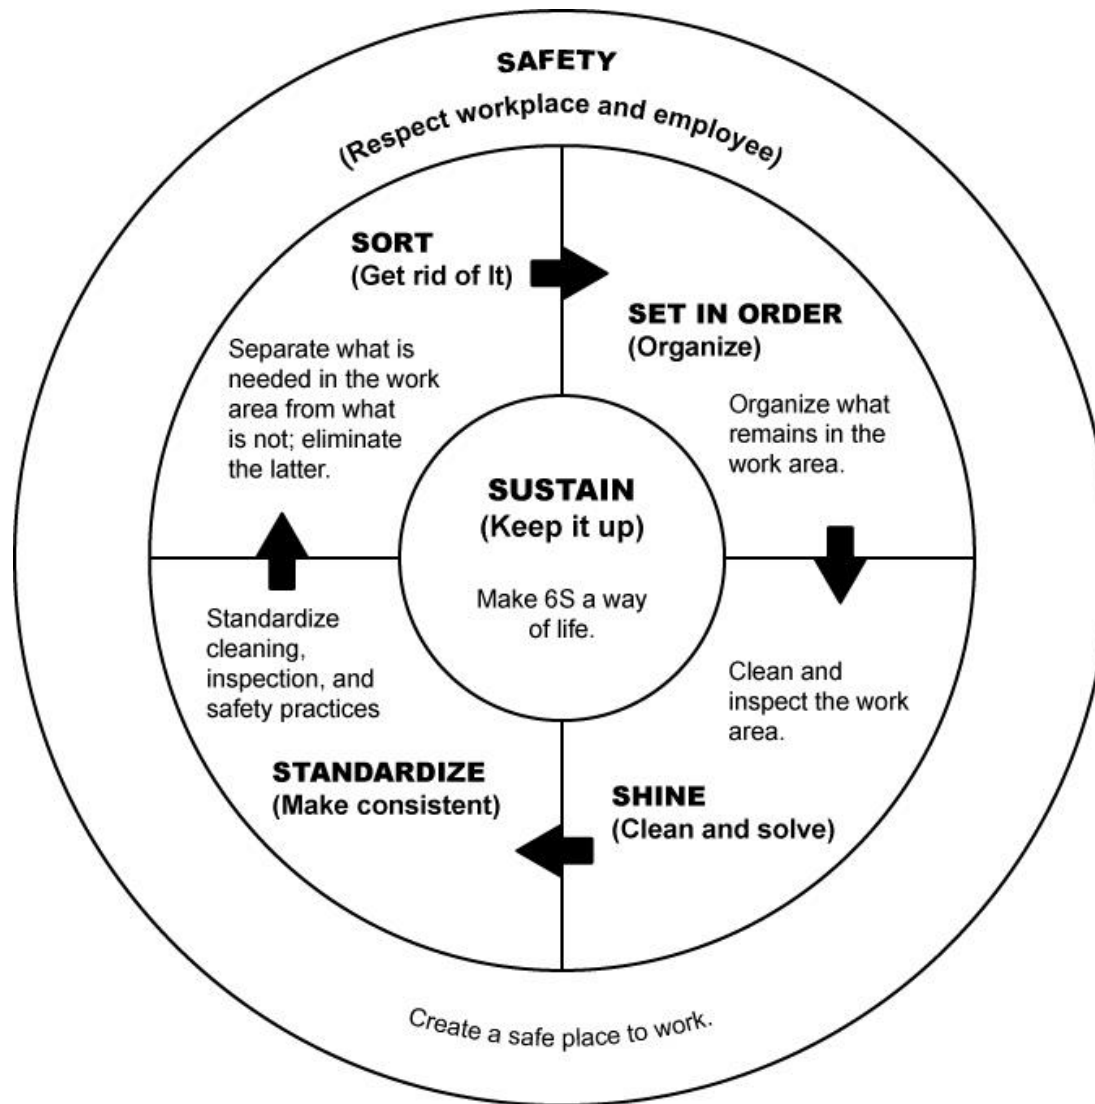 SAFETY
(Respect workplace and employee)
SORT
(Get rid of It)
Separate what is
needed in the work
area from what
is not; eliminate
the latter.
SET IN ORDER
(Organize)
Organize what
remains in the
work area.
SUSTAIN
(Keep it up)
Make 6S a way
of life.
Clean and
inspect the work
area.
SHINE
(Clean and solve)
Standardize
cleaning,
inspection, and
safety practices
STANDARDIZE
(Make consistent)
Create a safe place to work.